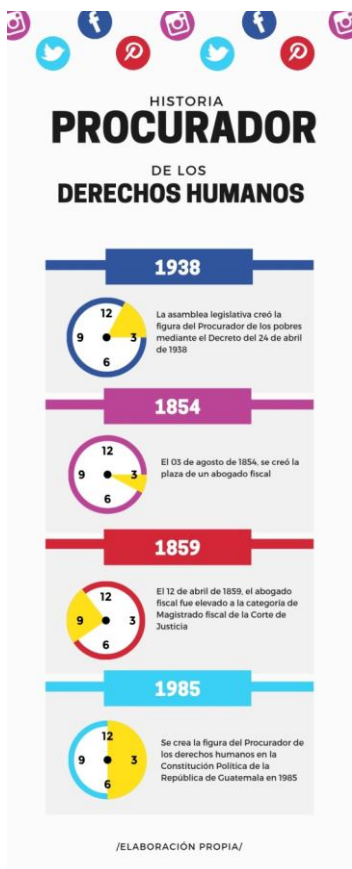 HISTORIA
PROCURADOR
DE LOS
DERECHOS HUMANOS
1938
12
9
3
6
La asamblea legislativa creó la
figura del Procurador de los pobres
mediante el Decreto del 24 de abril
de 1938
1854
12
9
3
6
El 03 de agosto de 1854, se creó la
plaza de un abogado fiscal
1859
12
9
3
6
El 12 de abril de 1859, el abogado
fiscal fue elevado a la categoría de
Magistrado fiscal de la Corte de
Justicia
1985
12
9
3
6
Se crea la figura del Procurador de
los derechos humanos en la
Constitución Política de la
República de Guatemala en 1985
/ELABORACIÓN PROPIA/